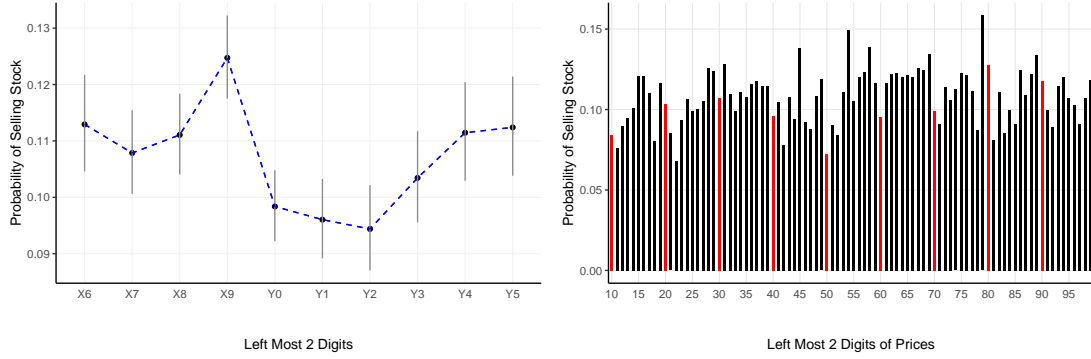 Probability of Selling Stock
0.13
0.12
0.11
0.10
0.09
X6 X7 X8 X9 Y0 Y1 Y2 Y3 Y4 Y5
Left Most 2 Digits
Probability of Selling Stock
0.15
0.10
0.05
0.00
10 15 20 25 30 35 40 45 50 55 60 65 70 75 80 85 90 95
Left Most 2 Digits of Prices